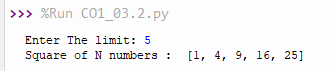 >>> %Run CO1_03.2.py
Enter The limit: 5
Square of N numbers :  [1, 4, 9, 16, 25]